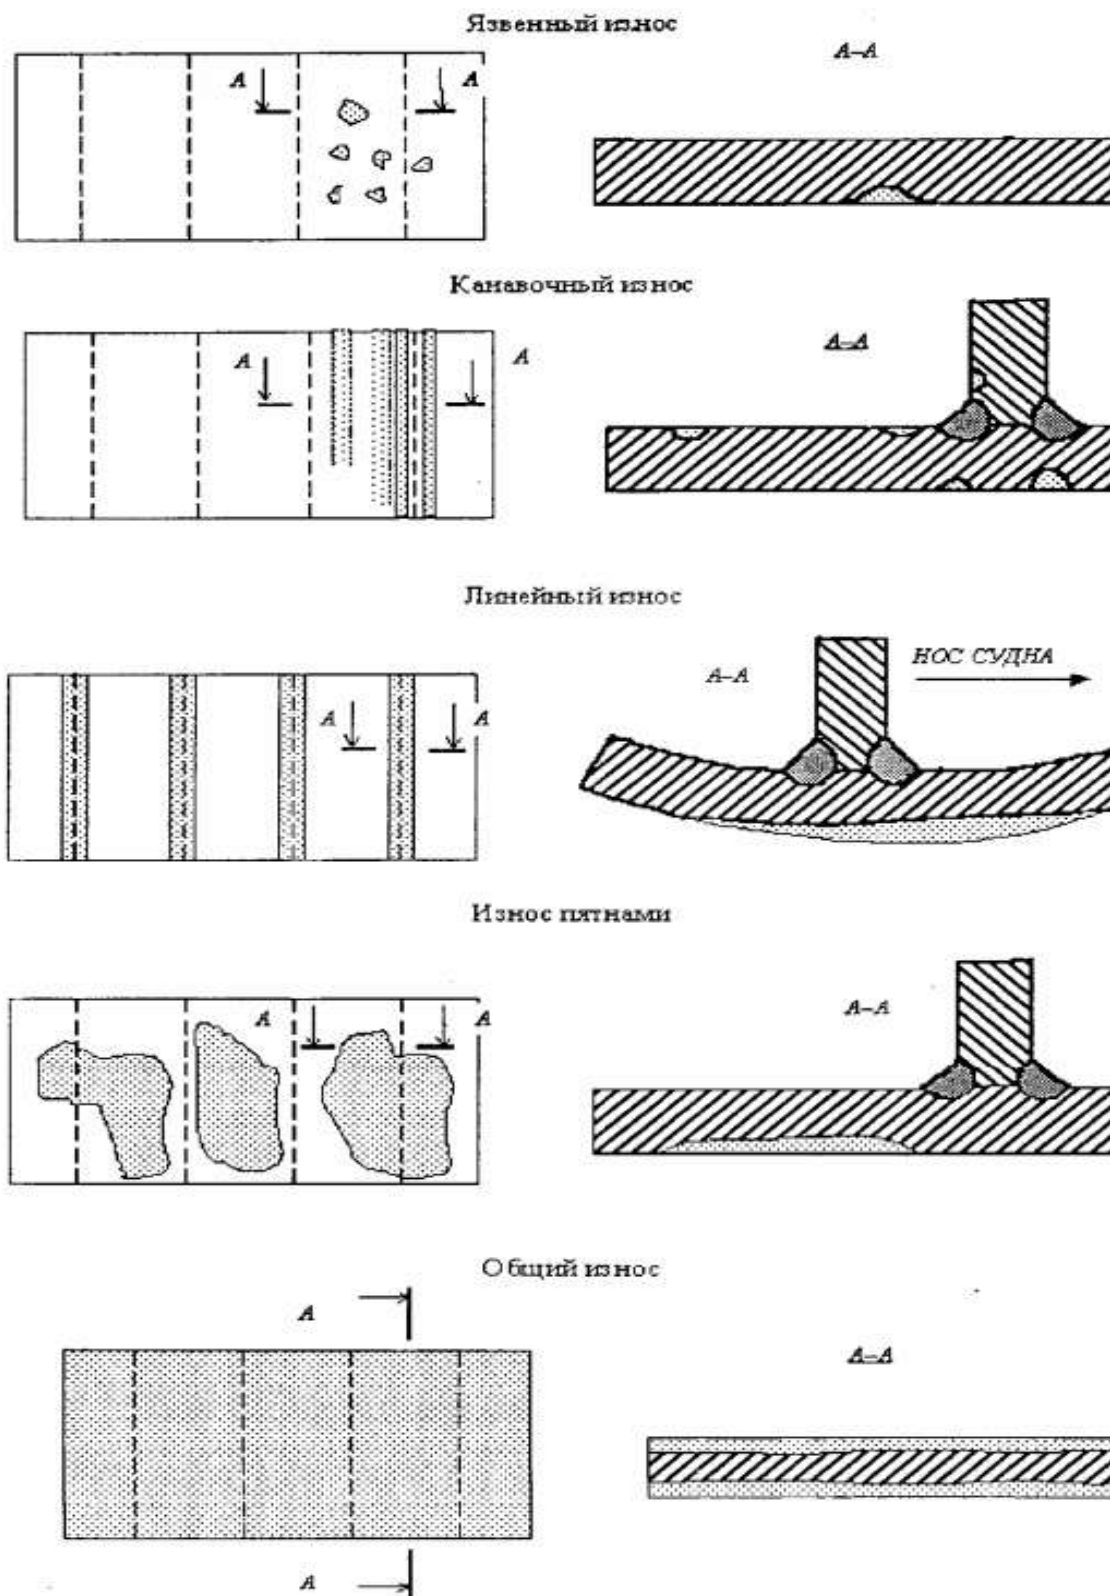 Язвенный износ
А–А
А
А
Канавочный износ
А–А
А
А
Линейный износ
А–А
НОС СУДНА
А
А
Износ пятнами
А–А
А
А
Общий износ
А
А–А
А